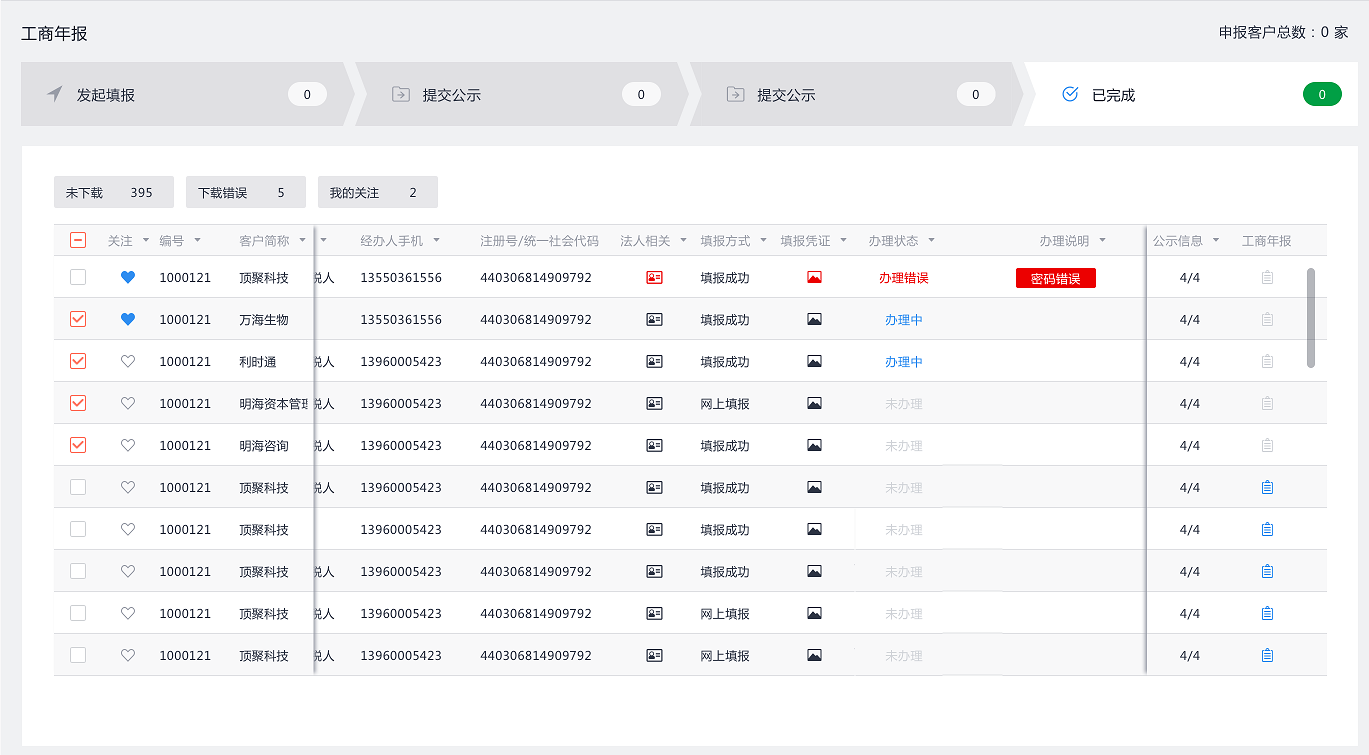 工商年报 申报客户总数：0 家
发起填报 0 提交公示 0 提交公示 0 已完成 0
未下载 395 下载错误 5 我的关注 2
关注 编号 客户简称 经办人手机 注册号/统一社会代码 法人相关 填报方式 填报凭证 办理状态 办理说明 公示信息 工商年报
1000121 顶聚科技 税人 13550361556 440306814909792 填报成功 办理错误 密码错误 4/4
1000121 万海生物 13550361556 440306814909792 填报成功 办理中 4/4
1000121 利时通 税人 13960005423 440306814909792 填报成功 办理中 4/4
1000121 明海资本管理 税人 13960005423 440306814909792 网上填报 未办理 4/4
1000121 明海咨询 税人 13960005423 440306814909792 填报成功 未办理 4/4
1000121 顶聚科技 税人 13960005423 440306814909792 填报成功 未办理 4/4
1000121 顶聚科技 13960005423 440306814909792 填报成功 未办理 4/4
1000121 顶聚科技 税人 13960005423 440306814909792 填报成功 未办理 4/4
1000121 顶聚科技 税人 13960005423 440306814909792 网上填报 未办理 4/4
1000121 顶聚科技 税人 13960005423 440306814909792 网上填报 未办理 4/4